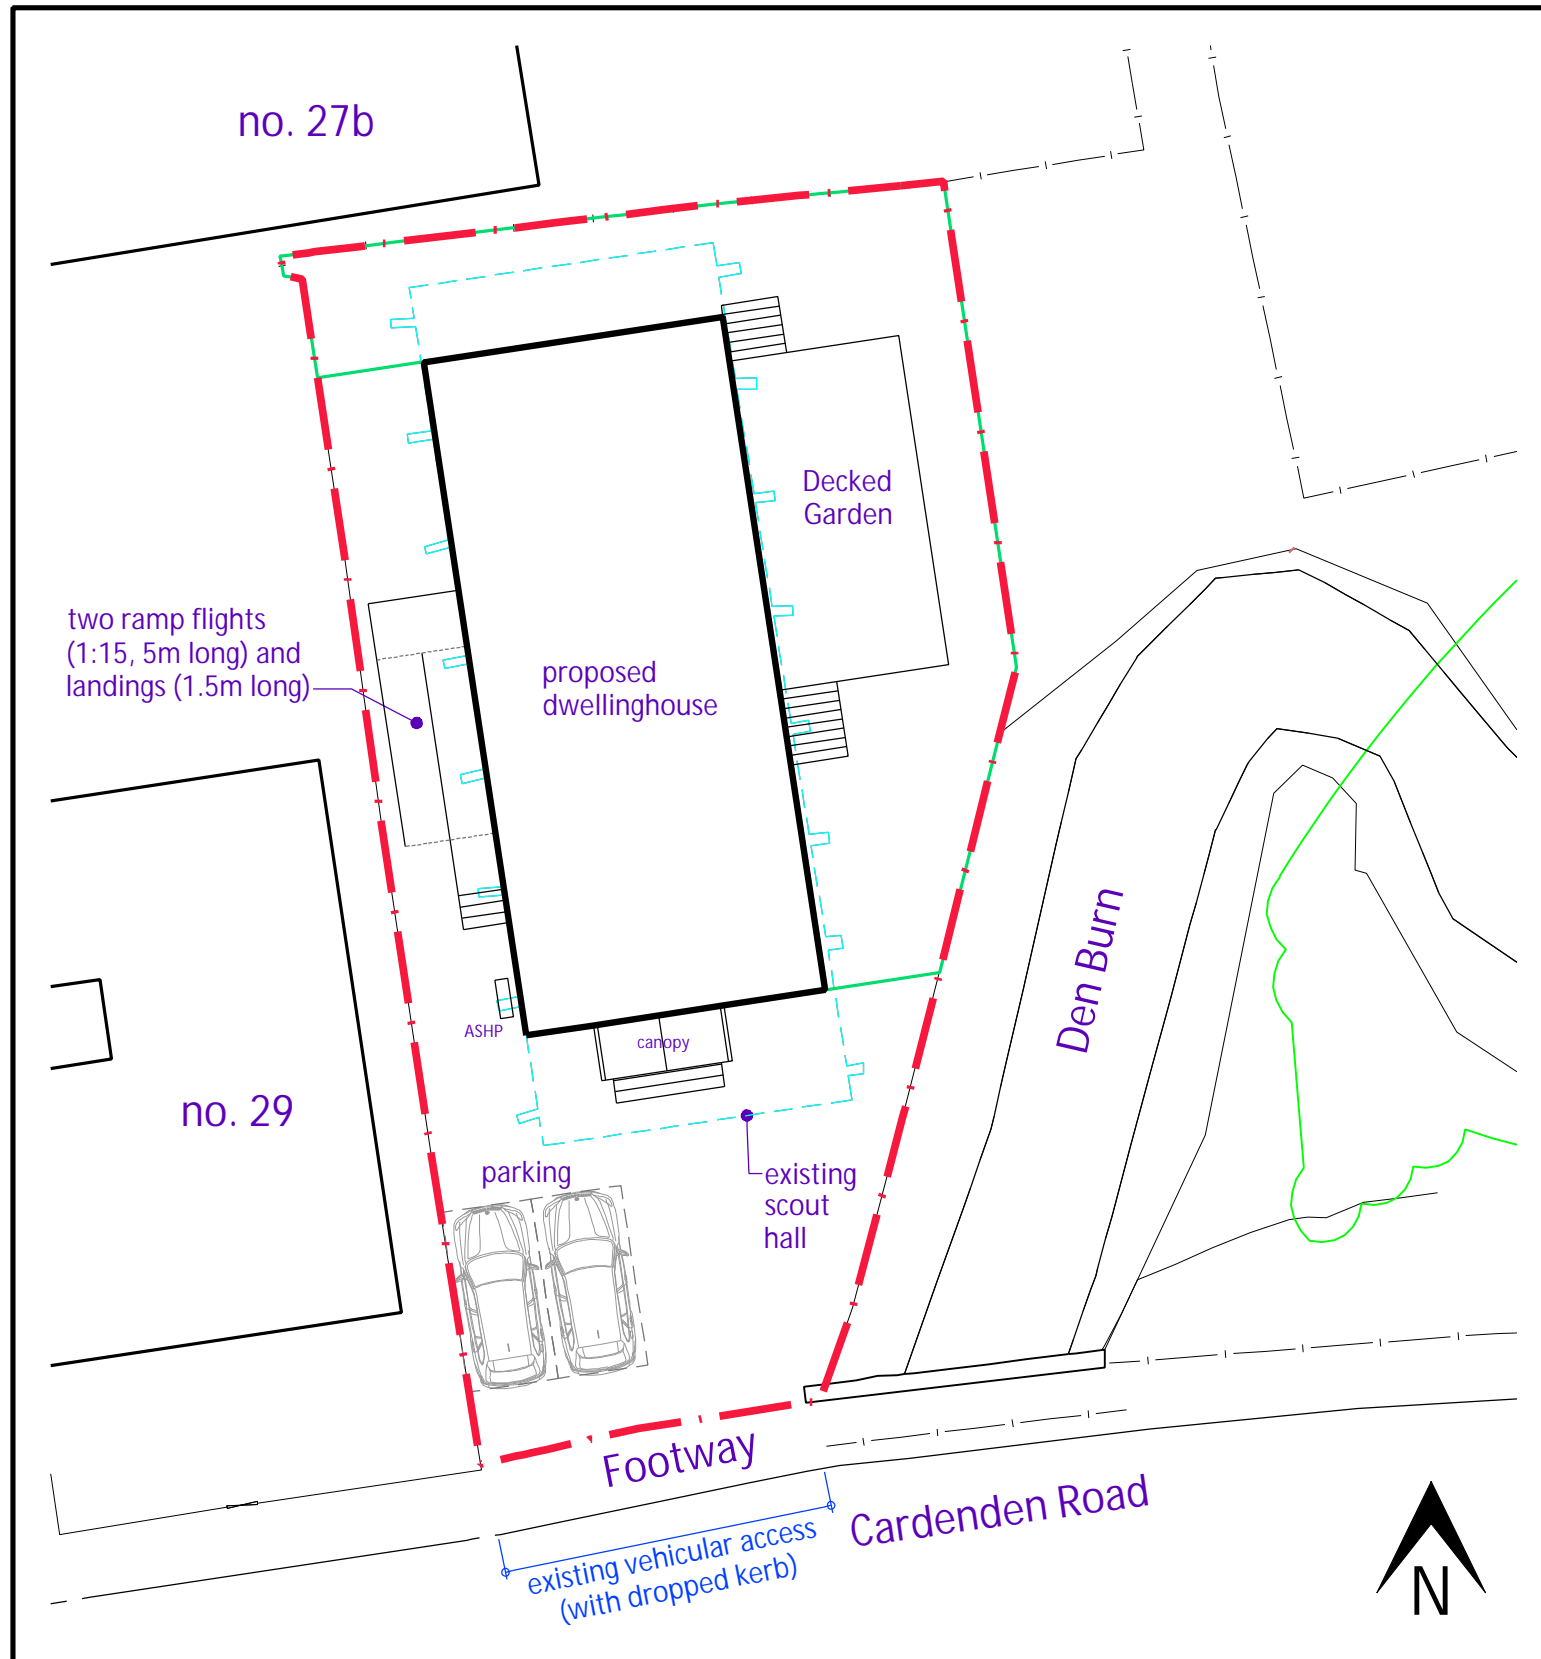 no. 27b
Decked
Garden
two ramp flights
(1:15, 5m long) and
landings (1.5m long)
proposed
dwellinghouse
Den Burn
ASHP
canopy
no. 29
parking
existing
scout
hall
Footway
Cardenden Road
existing vehicular access
(with dropped kerb)
N